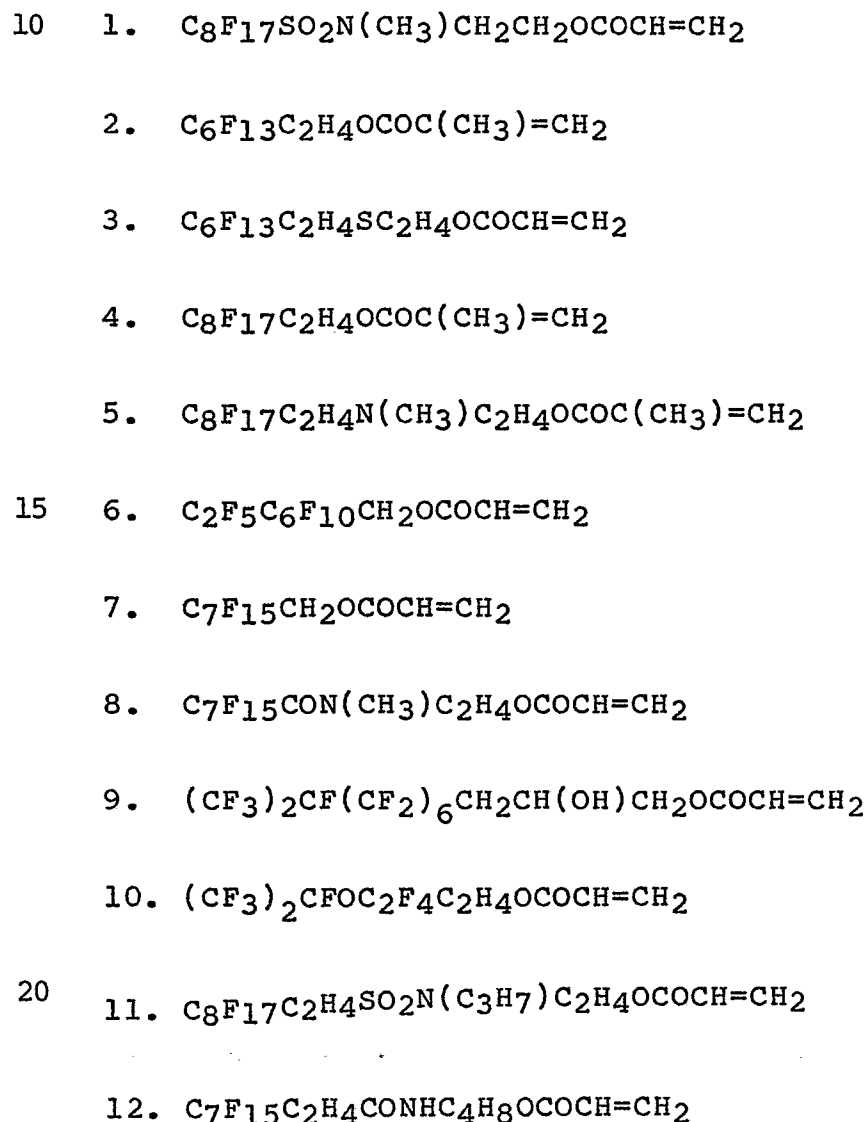 10 1. C8F17SO2N(CH3)CH2CH2OCOCH=CH2
2. C6F13C2H4OCOC(CH3)=CH2
3. C6F13C2H4SC2H4OCOCH=CH2
4. C8F17C2H4OCOC(CH3)=CH2
5. C8F17C2H4N(CH3)C2H4OCOC(CH3)=CH2
15 6. C2F5C6F10CH2OCOCH=CH2
7. C7F15CH2OCOCH=CH2
8. C7F15CON(CH3)C2H4OCOCH=CH2
9. (CF3)2CF(CF2)6CH2CH(OH)CH2OCOCH=CH2
10. (CF3)2CFOC2F4C2H4OCOCH=CH2
20 11. C8F17C2H4SO2N(C3H7)C2H4OCOCH=CH2
12. C7F15C2H4CONHC4H8OCOCH=CH2